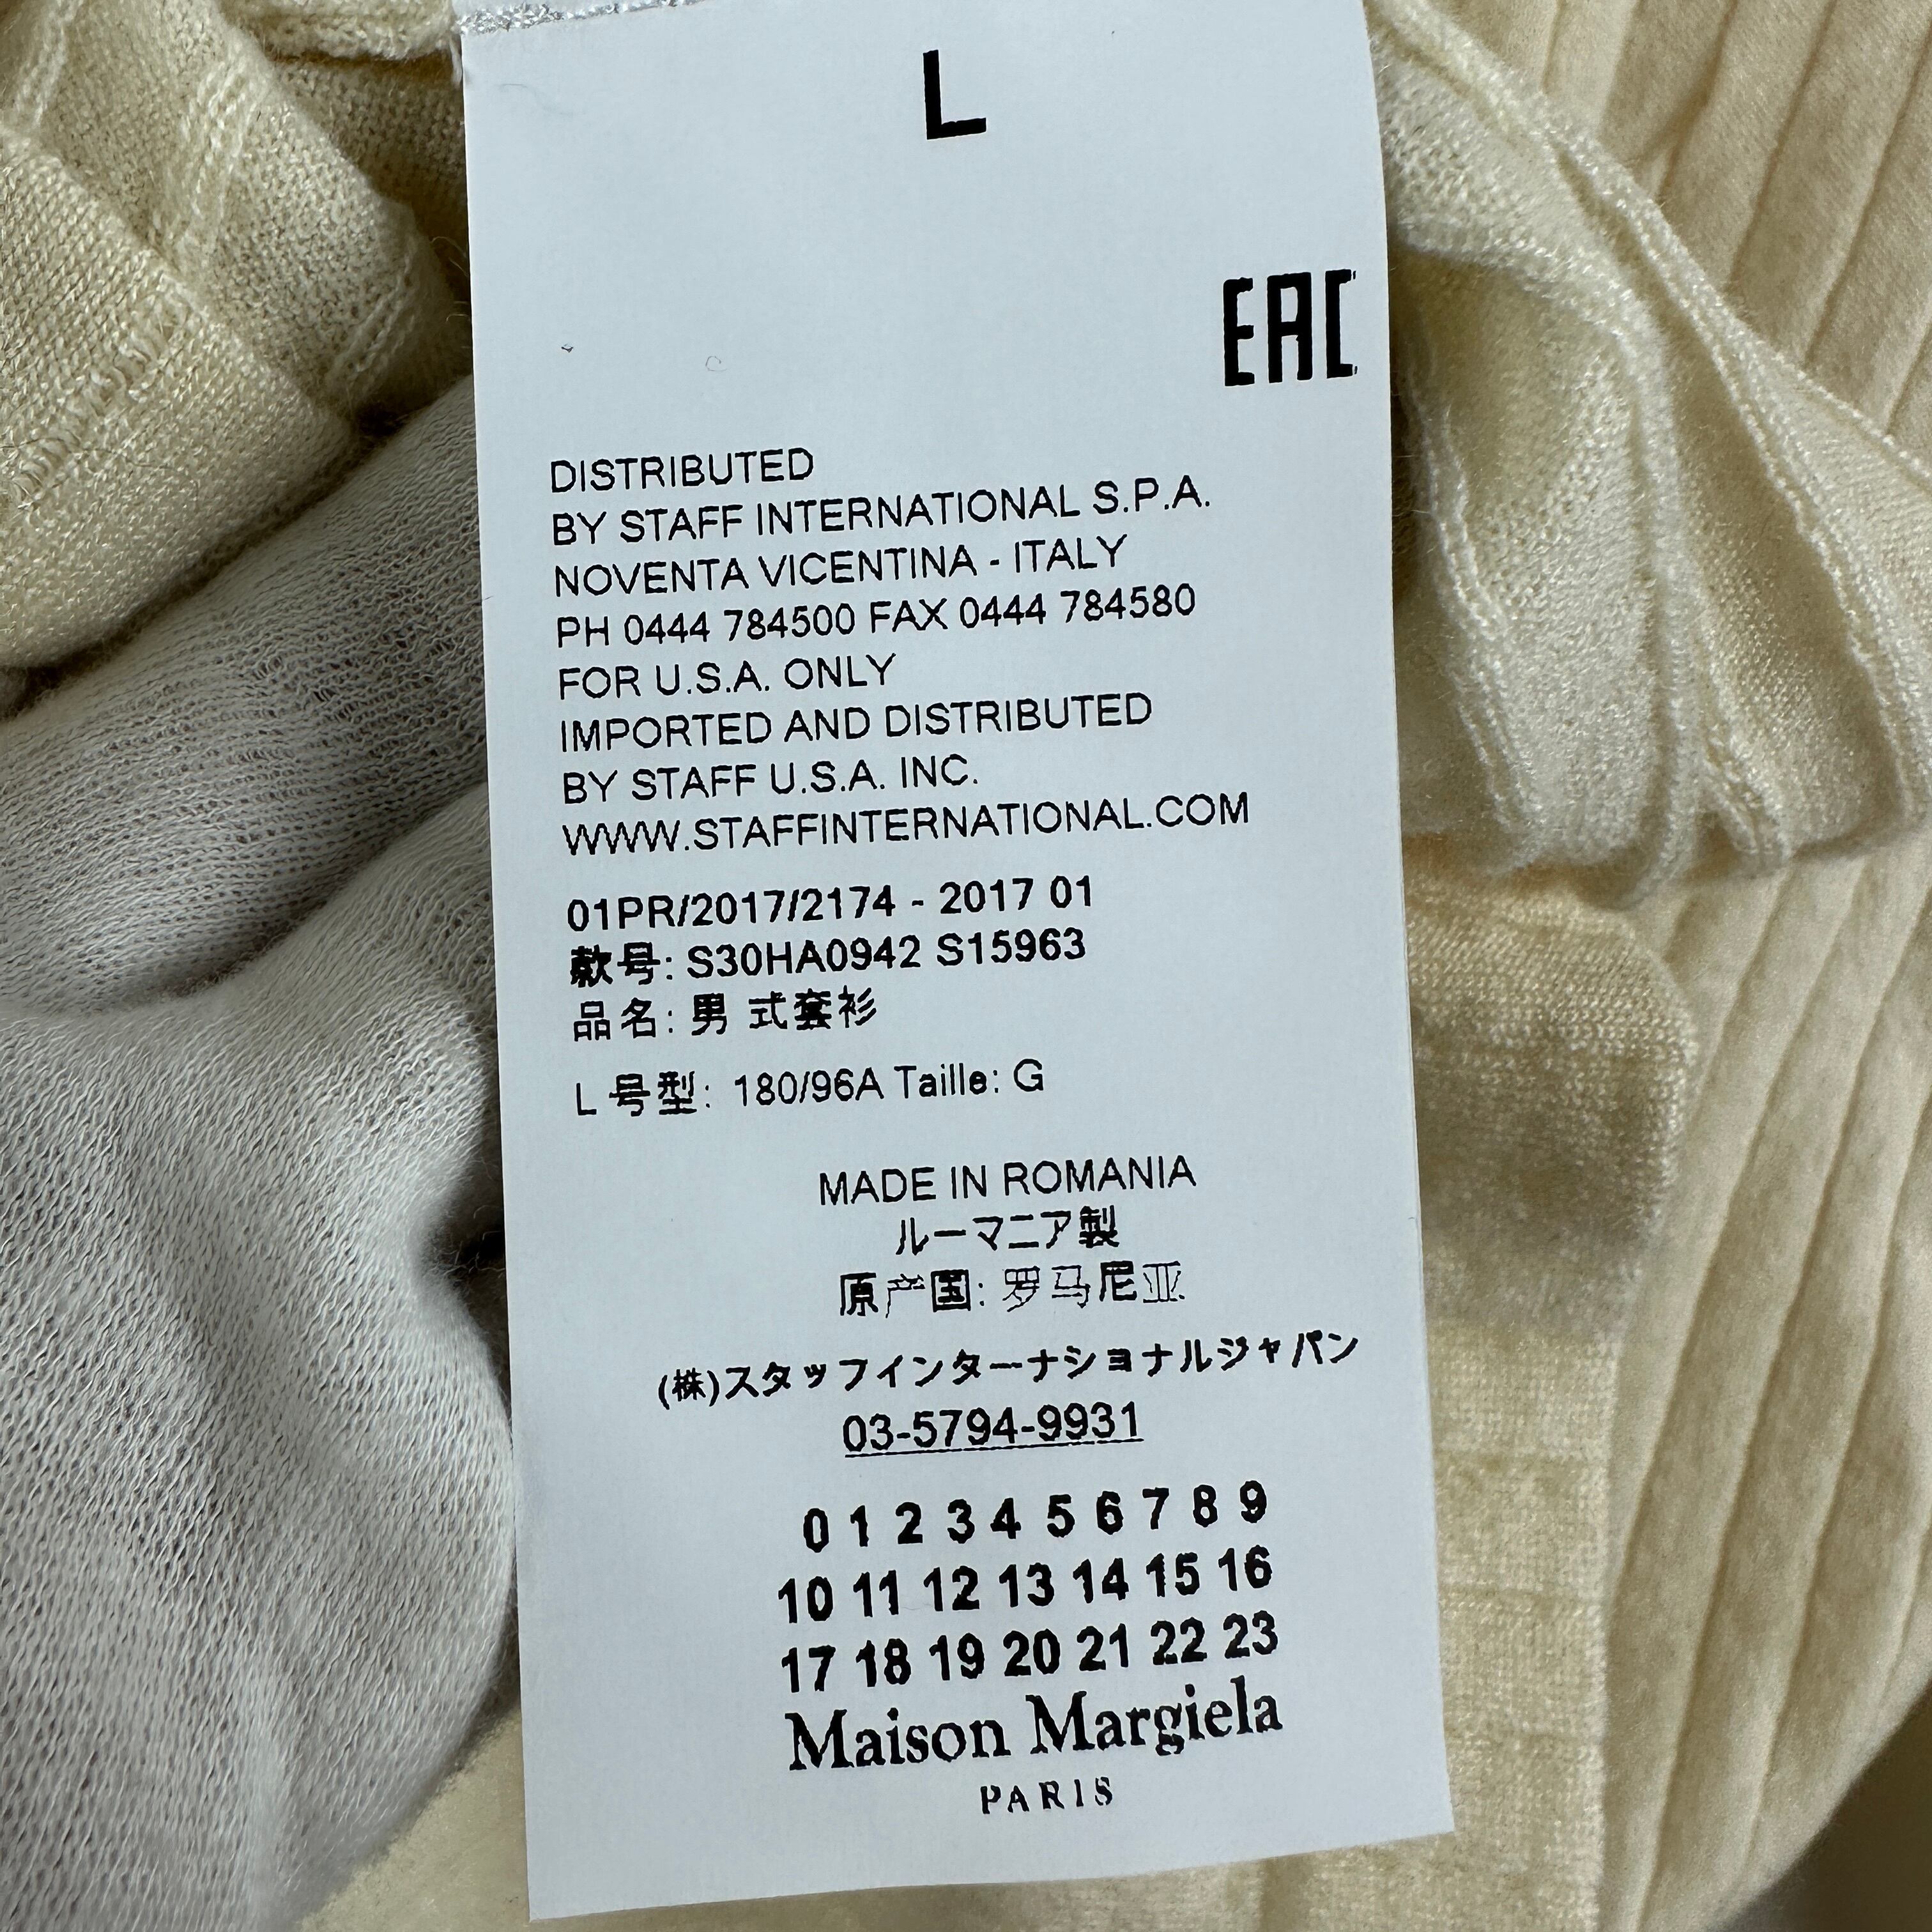 L
EAC
DISTRIBUTED
BY STAFF INTERNATIONAL S.P.A.
NOVENTA VICENTINA - ITALY
PH 0444 784500 FAX 0444 784580
FOR U.S.A. ONLY
IMPORTED AND DISTRIBUTED
BY STAFF U.S.A. INC.
WWW.STAFFINTERNATIONAL.COM
01PR/2017/2174 - 2017 01
款号: S30HA0942 S15963
品名: 男 式套衫
L 号型: 180/96A Taille: G
MADE IN ROMANIA
ルーマニア製
原产国: 罗马尼亚
(株)スタッフインターナショナルジャパン
03-5794-9931
0 1 2 3 4 5 6 7 8 9
10 11 12 13 14 15 16
17 18 19 20 21 22 23
Maison Margiela
PARIS